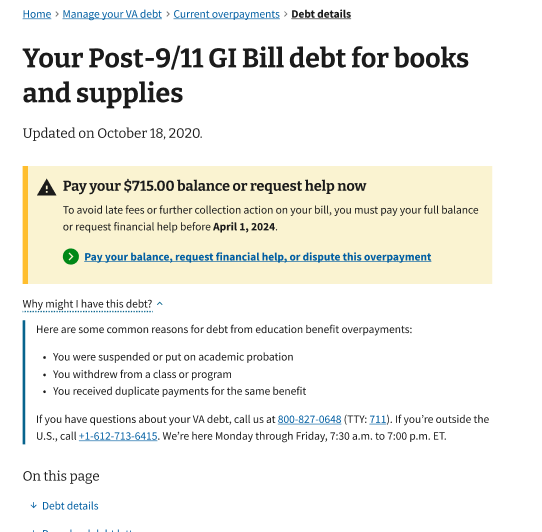 Home > Manage your VA debt > Current overpayments > Debt details
Your Post-9/11 GI Bill debt for books
and supplies
Updated on October 18, 2020.
Pay your $715.00 balance or request help now
To avoid late fees or further collection action on your bill, you must pay your full balance
or request financial help before April 1, 2024.
Pay your balance, request financial help, or dispute this overpayment
Why might I have this debt?
Here are some common reasons for debt from education benefit overpayments:
• You were suspended or put on academic probation
• You withdrew from a class or program
• You received duplicate payments for the same benefit
If you have questions about your VA debt, call us at 800-827-0648 (TTY: 711). If you’re outside the
U.S., call +1-612-713-6415. We’re here Monday through Friday, 7:30 a.m. to 7:00 p.m. ET.
On this page
↓ Debt details